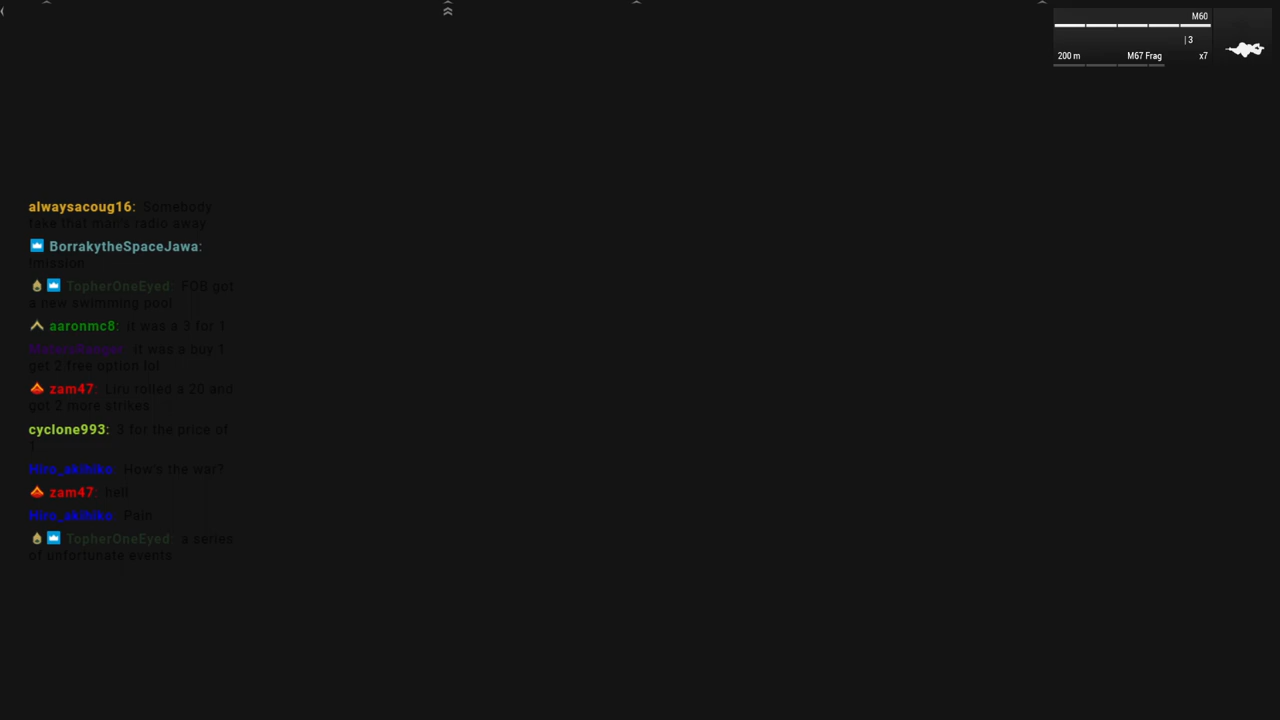 M60
| 3
200 m M67 Frag x7
alwaysacoug16: Somebody
take that man's radio away
BorrakytheSpaceJawa:
!mission
TopherOneEyed: FOB got
a new swimming pool
aaronmc8: it was a 3 for 1
it was a buy 1
get 2 free option lol
zam47: Liru rolled a 20 and
got 2 more strikes
cyclone993: 3 for the price of
1
Hiro_akihiko: How's the war?
zam47: hell
Hiro_akihiko: Pain
TopherOneEyed: a series
of unfortunate events